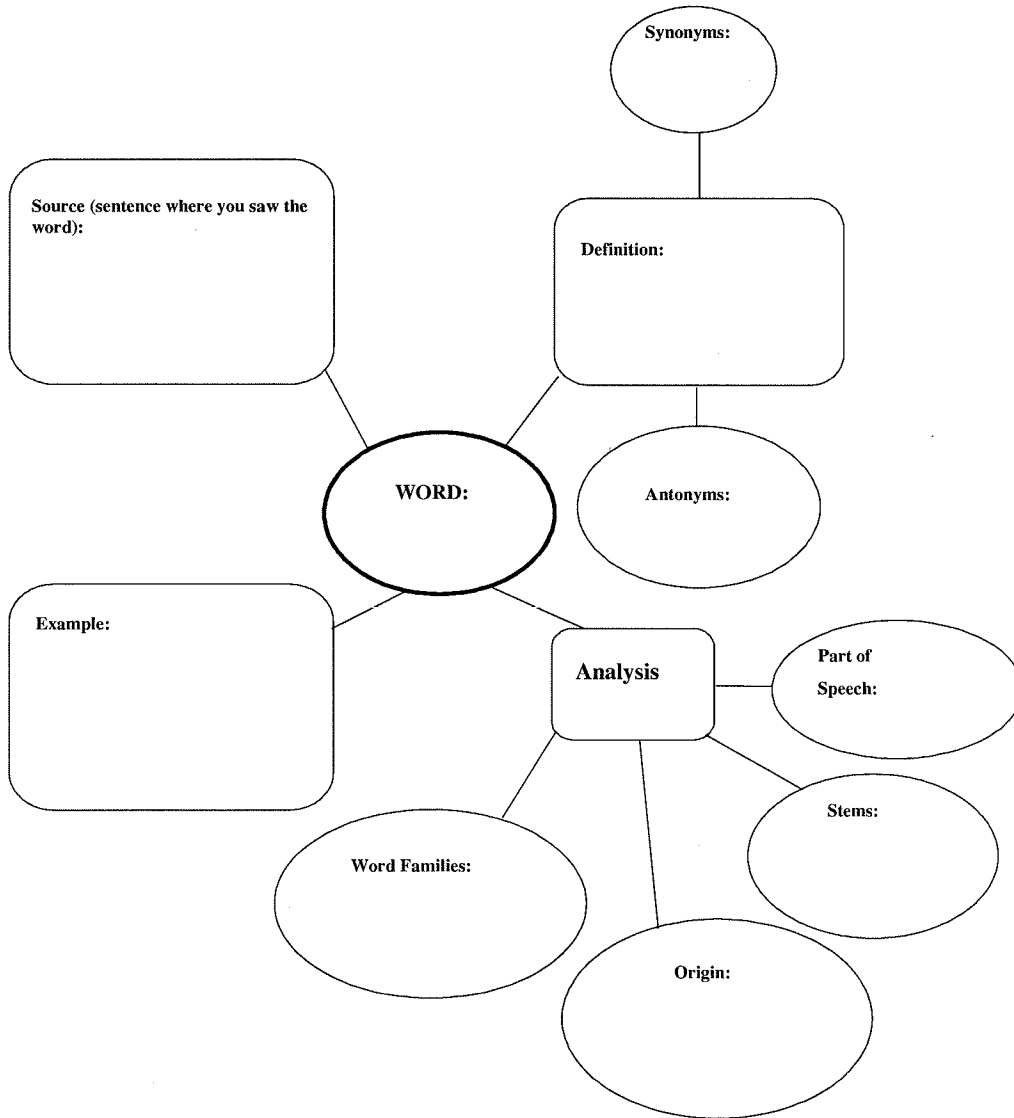 Synonyms:
Source (sentence where you saw the
word):
Definition:
WORD:
Antonyms:
Example:
Analysis
Part of
Speech:
Stems:
Word Families:
Origin: